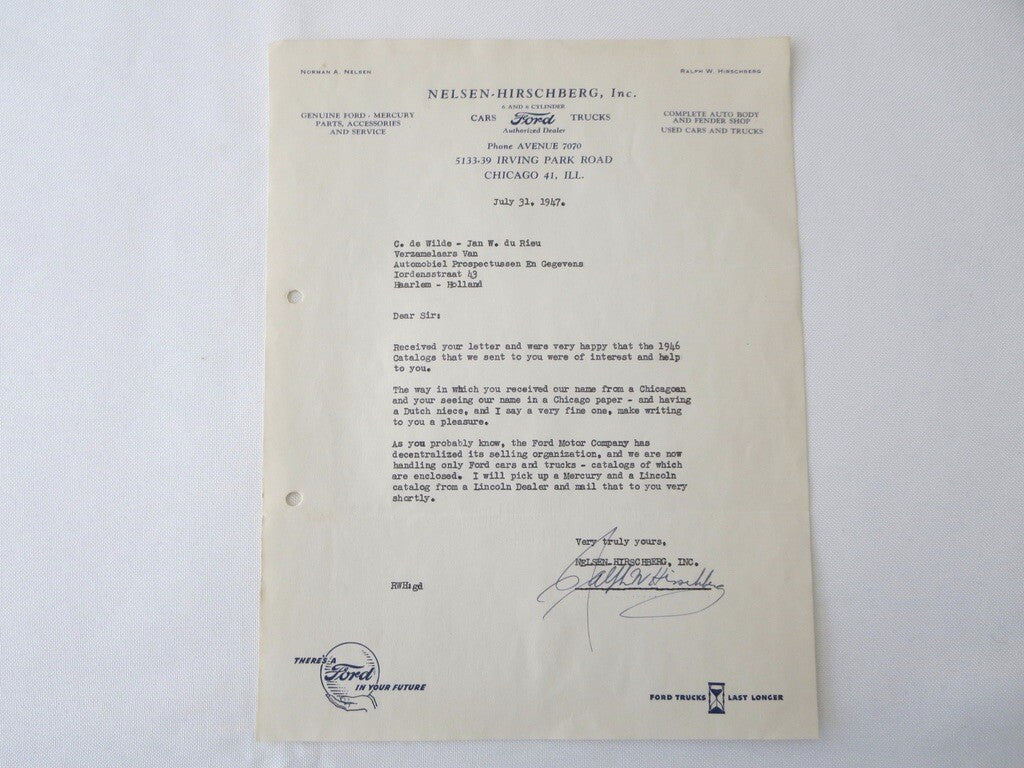 NORMAN A. NELSEN
RALPH W. HIRSCHBERG
NELSEN-HIRSCHBERG, Inc.
6 AND 8 CYLINDER
CARS Ford TRUCKS
Authorized Dealer
GENUINE FORD - MERCURY
PARTS, ACCESSORIES
AND SERVICE
COMPLETE AUTO BODY
AND FENDER SHOP
USED CARS AND TRUCKS
Phone AVENUE 7070
5133-39 IRVING PARK ROAD
CHICAGO 41, ILL.
July 31, 1947.
C. de Wilde - Jan W. du Rieu
Verzamelaars Van
Automobiel Prospectussen En Gegevens
Iordensstraat 43
Haarlem - Holland
Dear Sir:
Received your letter and were very happy that the 1946
Catalogs that we sent to you were of interest and help
to you.
The way in which you received our name from a Chicagoan
and your seeing our name in a Chicago paper - and having
a Dutch niece, and I say a very fine one, make writing
to you a pleasure.
As you probably know, the Ford Motor Company has
decentralized its selling organization, and we are now
handling only Ford cars and trucks - catalogs of which
are enclosed. I will pick up a Mercury and a Lincoln
catalog from a Lincoln Dealer and mail that to you very
shortly.
Very truly yours,
NELSEN-HIRSCHBERG, INC.
Ralph W Hirschberg
RWH:gd
THERE'S A
Ford
IN YOUR FUTURE
FORD TRUCKS LAST LONGER